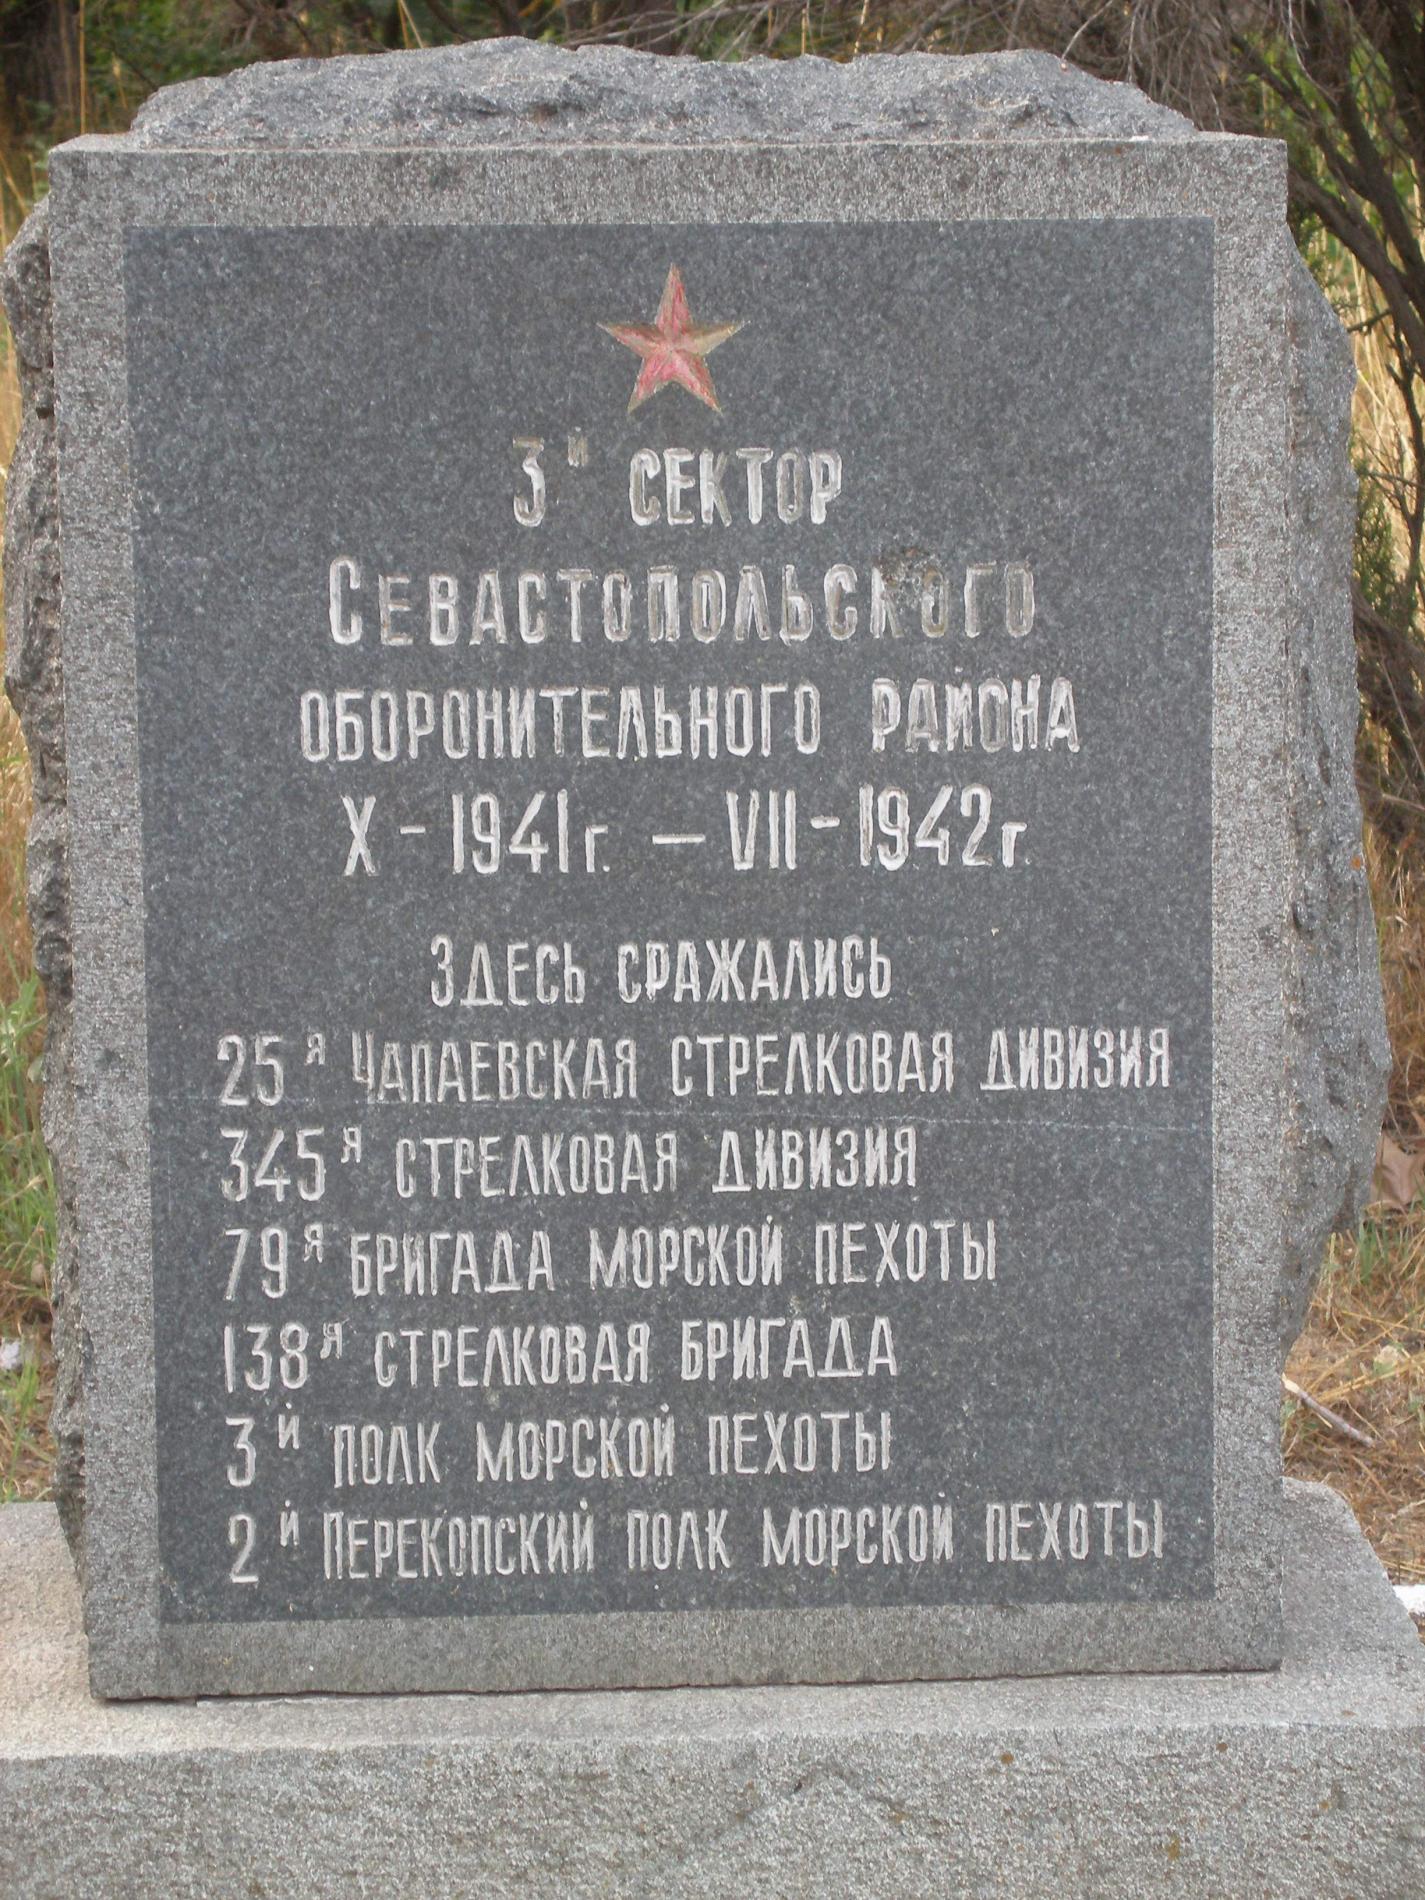 3й СЕКТОР
СЕВАСТОПОЛЬСКОГО
ОБОРОНИТЕЛЬНОГО РАЙОНА
X - 1941г. — VII - 1942г.
ЗДЕСЬ СРАЖАЛИСЬ
25я ЧАПАЕВСКАЯ СТРЕЛКОВАЯ ДИВИЗИЯ
345я СТРЕЛКОВАЯ ДИВИЗИЯ
79я БРИГАДА МОРСКОЙ ПЕХОТЫ
138я СТРЕЛКОВАЯ БРИГАДА
3й ПОЛК МОРСКОЙ ПЕХОТЫ
2й ПЕРЕКОПСКИЙ ПОЛК МОРСКОЙ ПЕХОТЫ